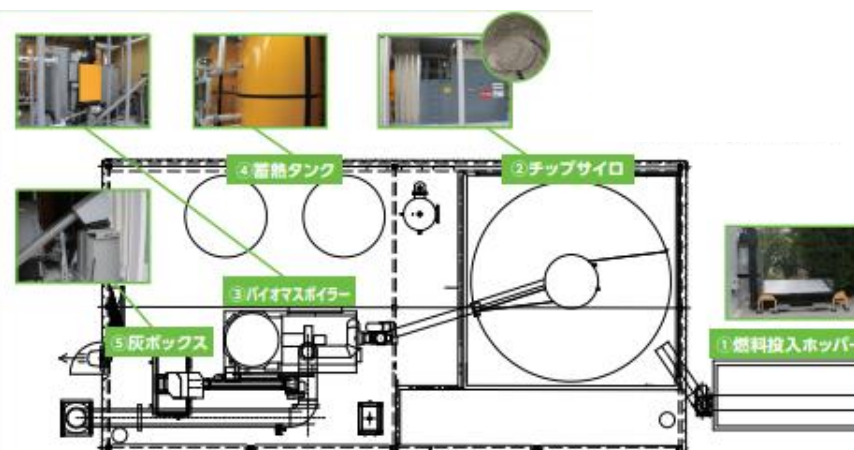 ④蓄熱タンク
②チップサイロ
③バイオマスボイラー
⑤灰ボックス
①燃料投入ホッパー